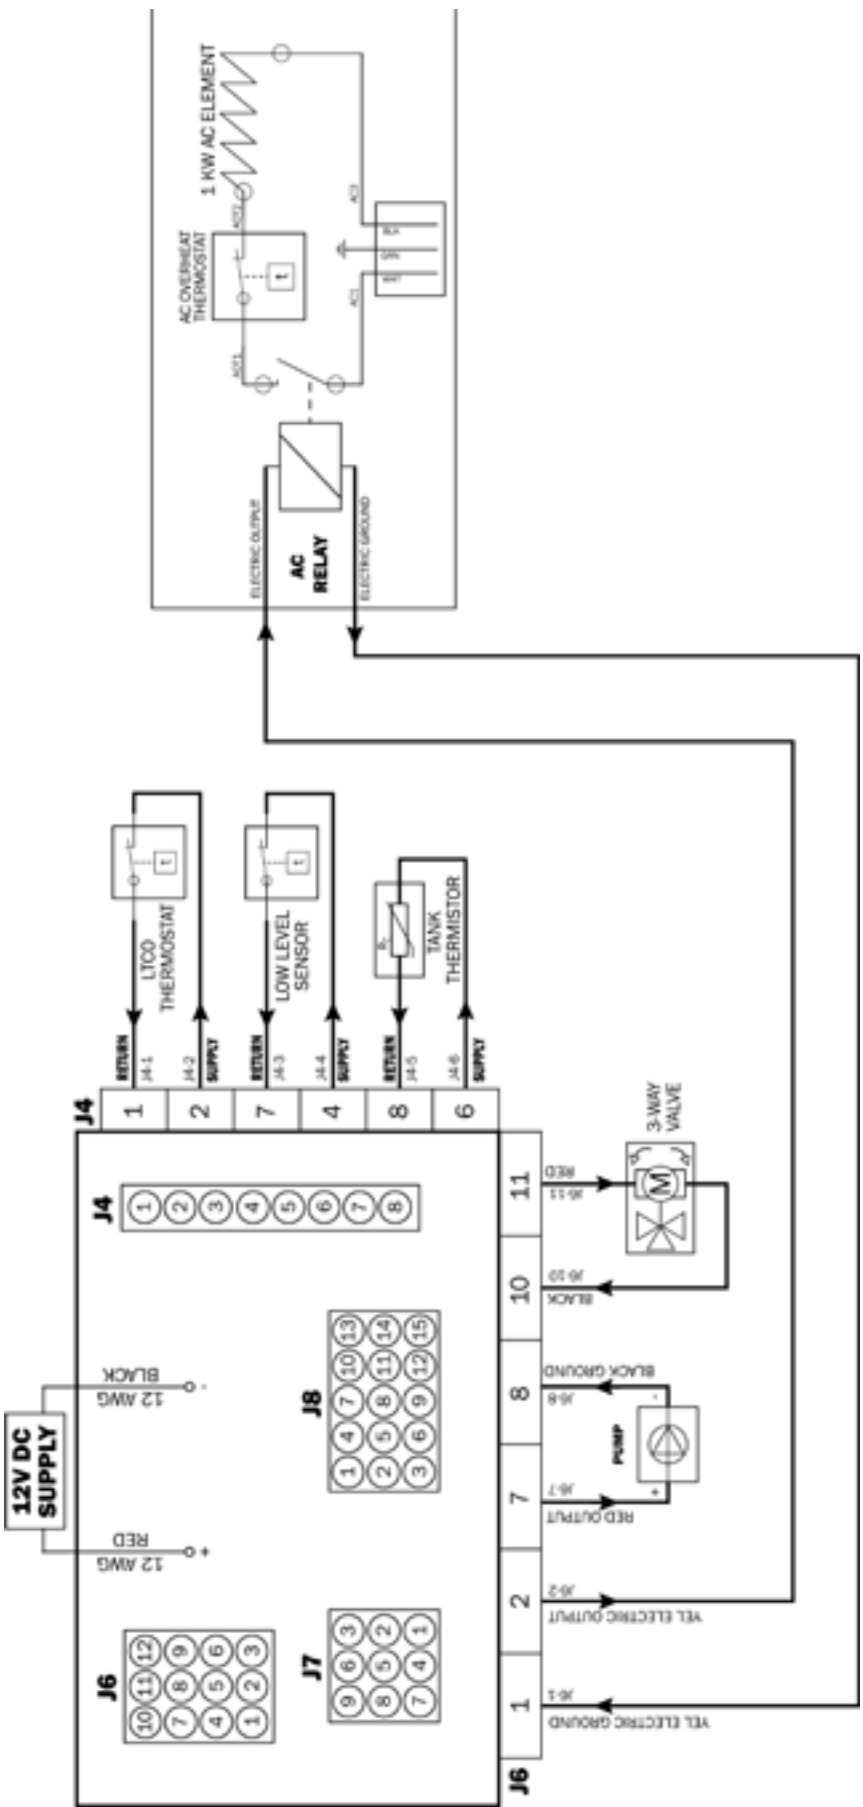 1 KW AC ELEMENT
AC OVERHEAT
THERMOSTAT
AOT2
AOT1
t
AC3
AC1
BLK
GRN
WHT
ELECTRIC OUTPUT
AC
RELAY
ELECTRIC GROUND
LTCO
THERMOSTAT
t
LOW LEVEL
SENSOR
t
TANK
THERMISTOR
RETURN
J4-1
J4-2
SUPPLY
RETURN
J4-3
J4-4
SUPPLY
RETURN
J4-5
J4-6
SUPPLY
J4
1
2
7
4
8
6
J4
1 2 3 4 5 6 7 8
12V DC
SUPPLY
BLACK
12 AWG
-
RED
12 AWG
+
J8
13 14 15
10 11 12
7 8 9
4 5 6
1 2 3
J6
12 9 6 3
11 8 5 2
10 7 4 1
J7
3 2 1
6 5 4
9 8 7
11
10
8
7
2
1
J6
RED
J6-11
3-WAY
VALVE
M
J6-10
BLACK
BLACK GROUND
J6-8
-
PUMP
+
J6-7
RED OUTPUT
J6-2
YEL ELECTRIC OUTPUT
J6-1
YEL ELECTRIC GROUND